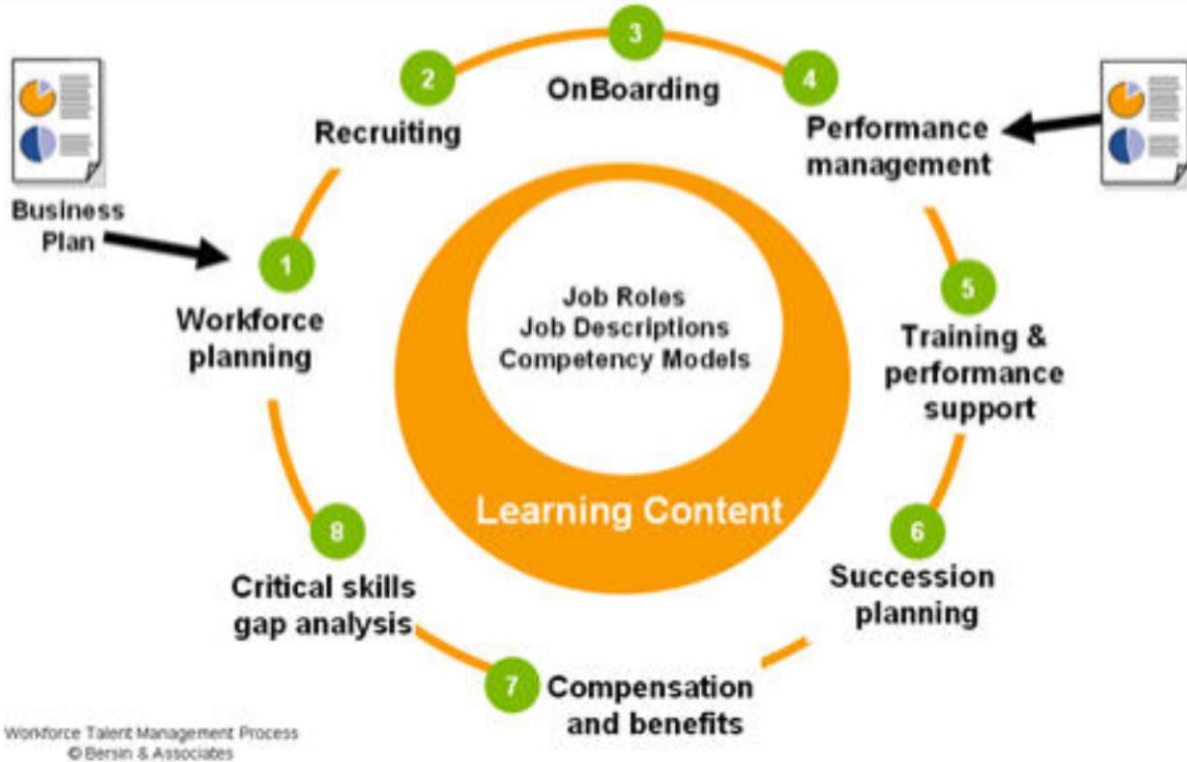 3
2
4
OnBoarding
Recruiting
Performance
management
Business
Plan
1
5
Workforce
planning
Job Roles
Job Descriptions
Competency Models
Training &
performance
support
Learning Content
8
6
Critical skills
gap analysis
Succession
planning
7
Compensation
and benefits
Workforce Talent Management Process
© Bersin & Associates